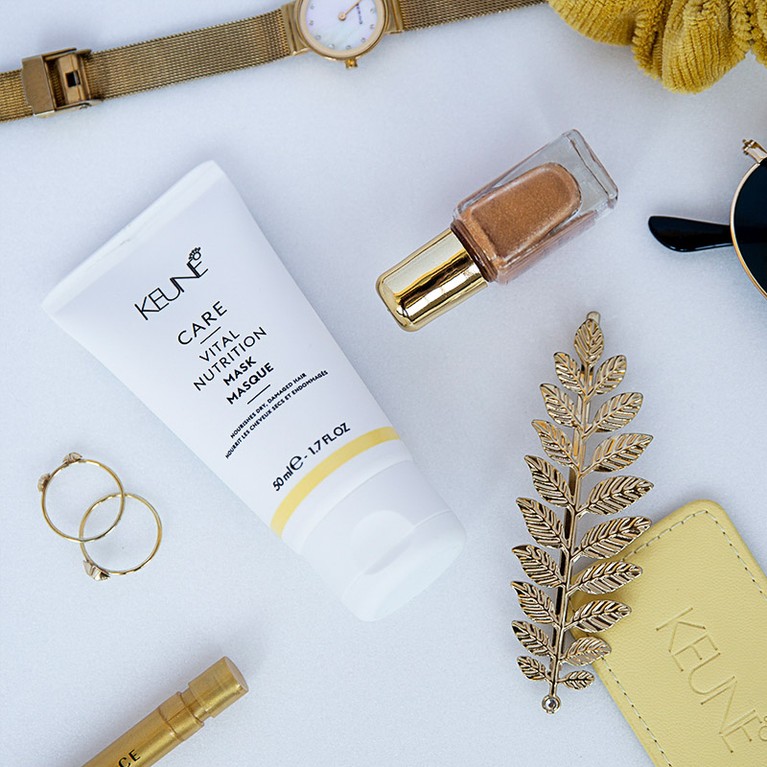 KEUNE
CARE
VITAL
NUTRITION
MASK
MASQUE
NOURISHES DRY, DAMAGED HAIR
NOURRIT LES CHEVEUX SECS ET ENDOMMAGÉS
50 ml℮ - 1.7 FL OZ
KEUNE
CE